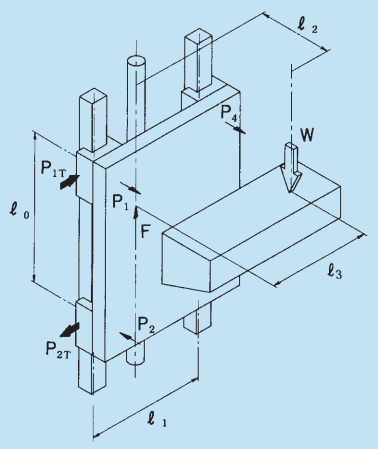 ℓ₂
P₄
W
P₁T
P₁
ℓ₀
F
ℓ₃
P₂
P₂T
ℓ₁